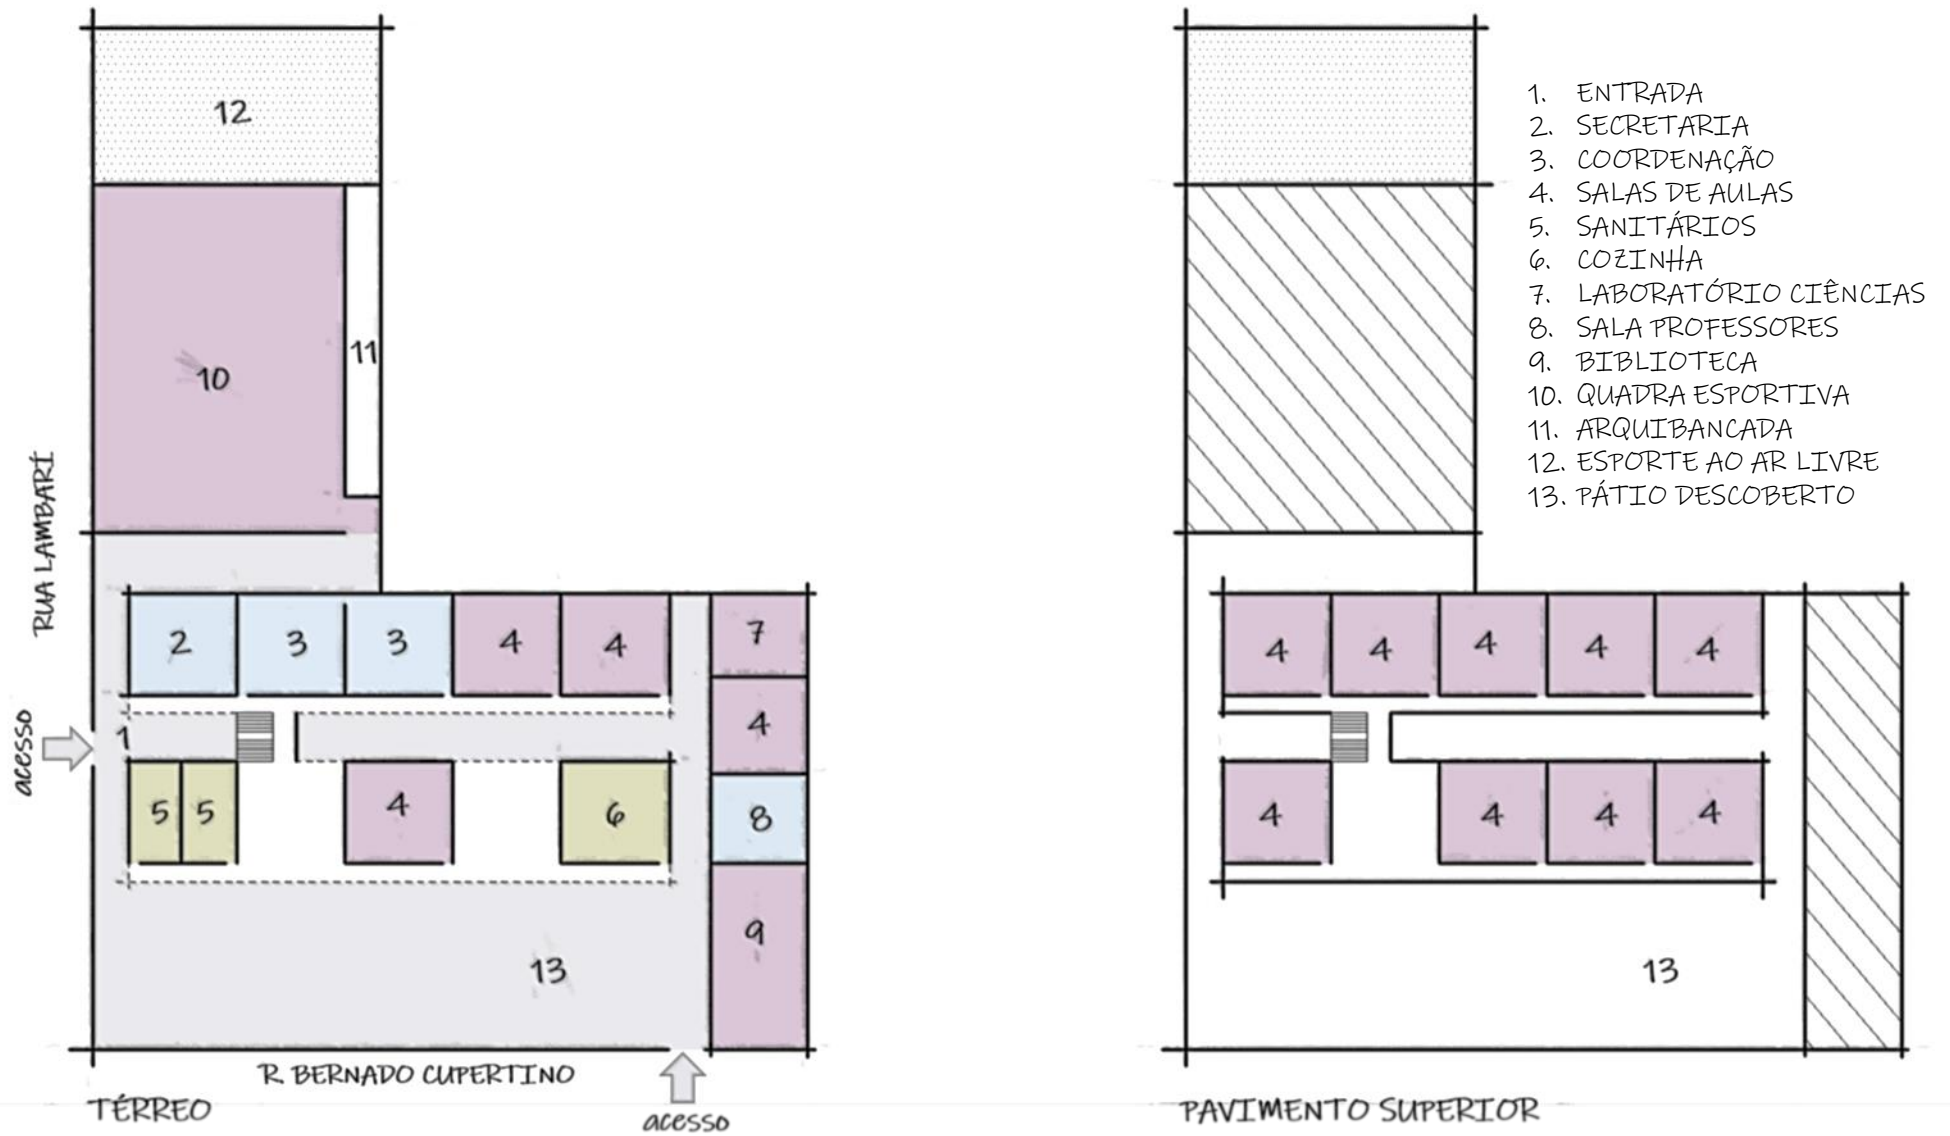 12
10
11
RUA LAMBARÍ
2
3
3
4
4
7
4
1
acesso
5
5
4
6
8
9
13
R. BERNADO CUPERTINO
acesso
TÉRREO
1. ENTRADA
2. SECRETARIA
3. COORDENAÇÃO
4. SALAS DE AULAS
5. SANITÁRIOS
6. COZINHA
7. LABORATÓRIO CIÊNCIAS
8. SALA PROFESSORES
9. BIBLIOTECA
10. QUADRA ESPORTIVA
11. ARQUIBANCADA
12. ESPORTE AO AR LIVRE
13. PÁTIO DESCOBERTO
4
4
4
4
4
4
4
4
4
13
PAVIMENTO SUPERIOR